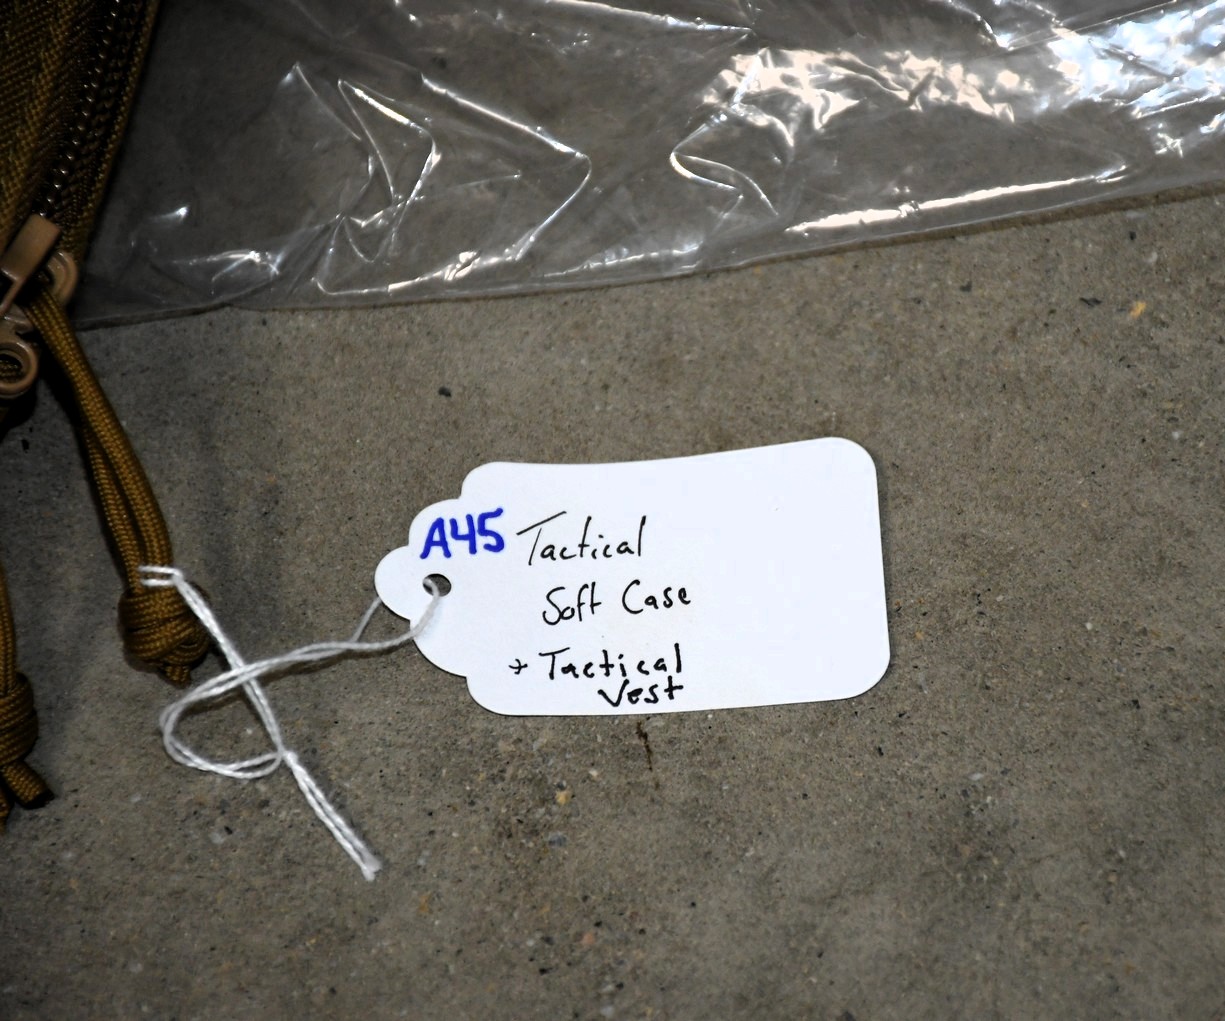 A45 Tactical
Soft Case
+ Tactical
Vest